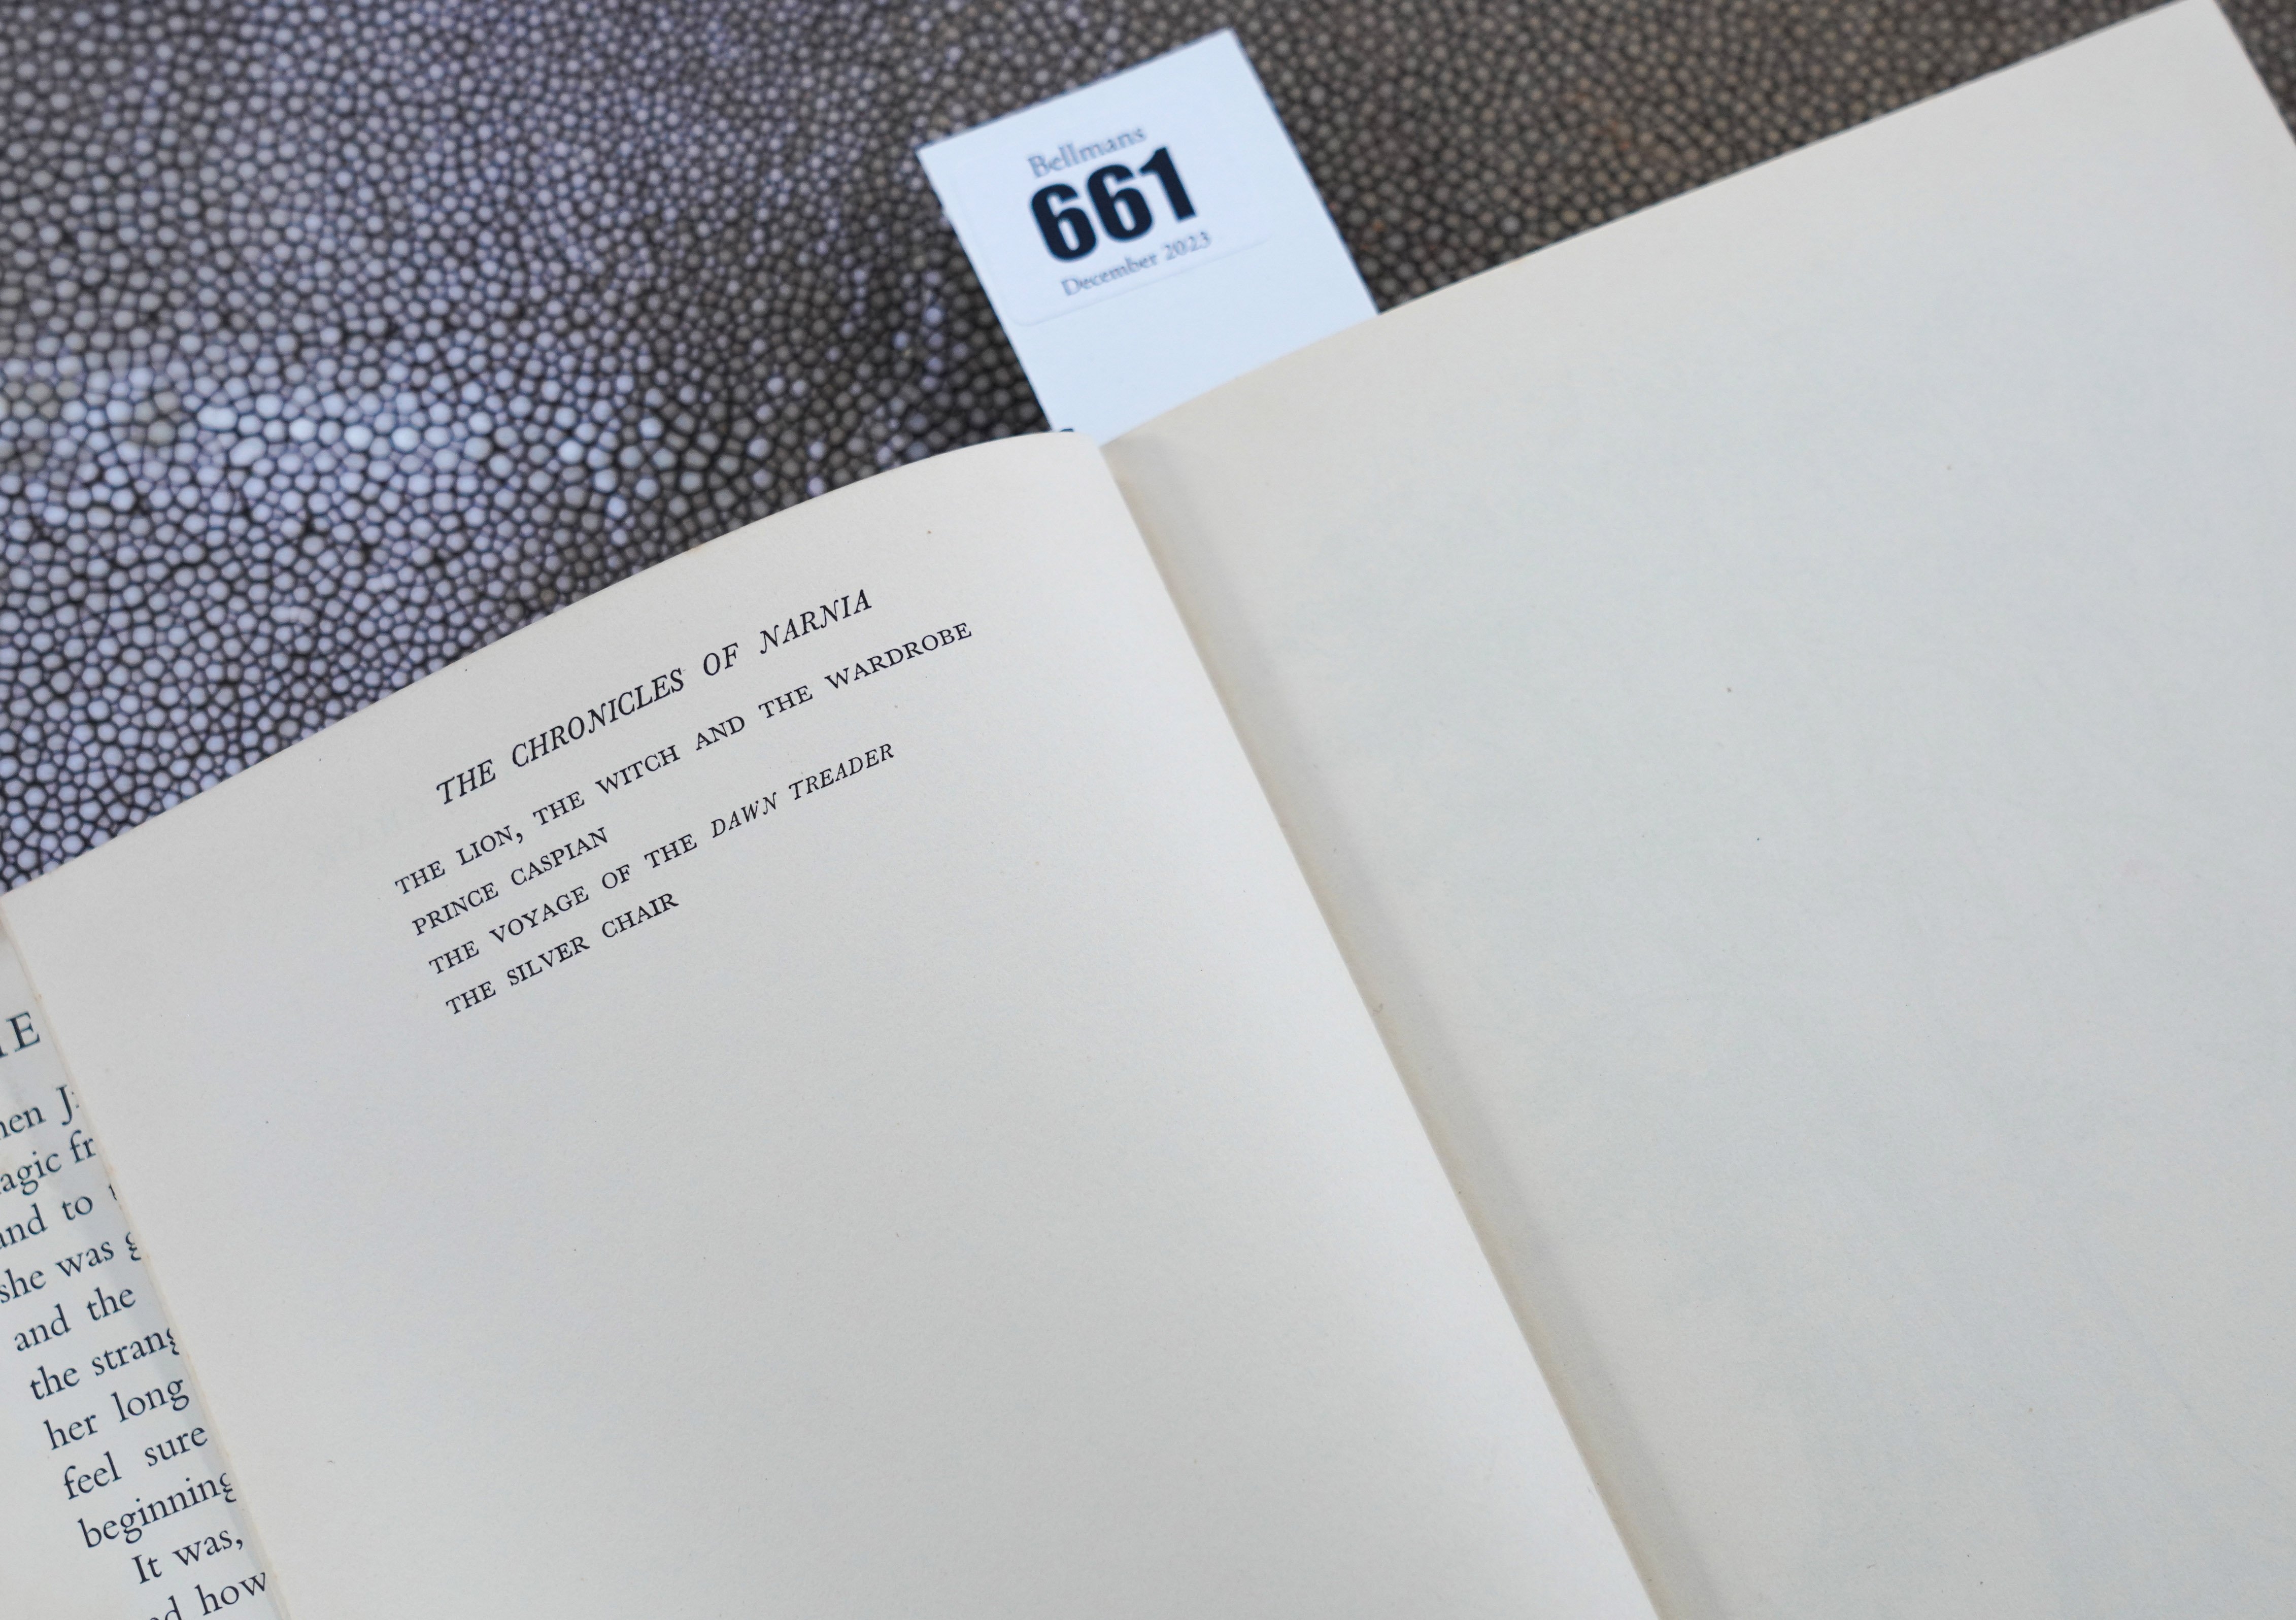 Bellmans
661
December 2023
THE CHRONICLES OF NARNIA
THE LION, THE WITCH AND THE WARDROBE
PRINCE CASPIAN
THE VOYAGE OF THE DAWN TREADER
THE SILVER CHAIR
and to
she was
and the
the
her long
feel sure
beginning
It was,
how